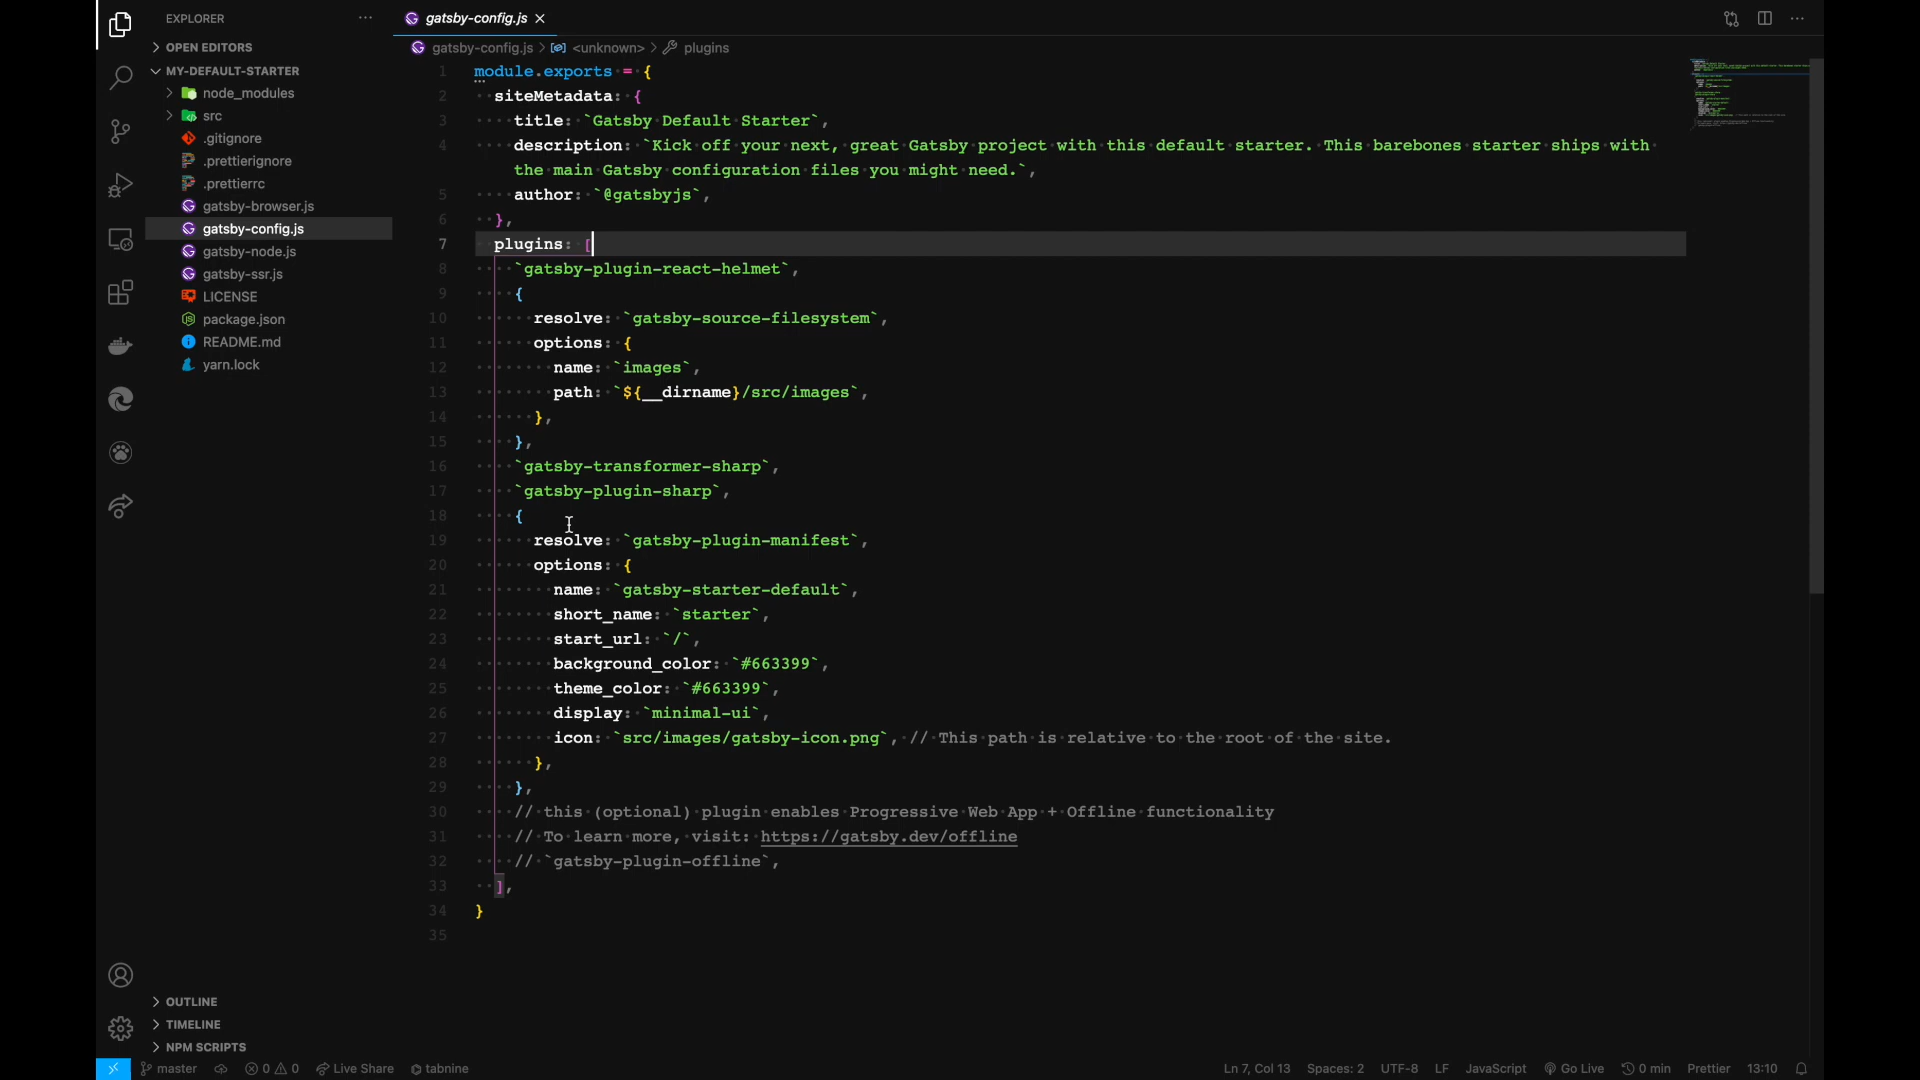 EXPLORER
OPEN EDITORS
MY-DEFAULT-STARTER
node_modules
src
.gitignore
.prettierignore
.prettierrc
gatsby-browser.js
gatsby-config.js
gatsby-node.js
gatsby-ssr.js
LICENSE
package.json
README.md
yarn.lock
OUTLINE
TIMELINE
NPM SCRIPTS
gatsby-config.js
gatsby-config.js > <unknown> > plugins
1 module.exports = {
2 siteMetadata: {
3 title: `Gatsby Default Starter`,
4 description: `Kick off your next, great Gatsby project with this default starter. This barebones starter ships with
the main Gatsby configuration files you might need.`,
5 author: `@gatsbyjs`,
6 },
7 plugins: [
8 `gatsby-plugin-react-helmet`,
9 {
10 resolve: `gatsby-source-filesystem`,
11 options: {
12 name: `images`,
13 path: `${__dirname}/src/images`,
14 },
15 },
16 `gatsby-transformer-sharp`,
17 `gatsby-plugin-sharp`,
18 {
19 resolve: `gatsby-plugin-manifest`,
20 options: {
21 name: `gatsby-starter-default`,
22 short_name: `starter`,
23 start_url: `/`,
24 background_color: `#663399`,
25 theme_color: `#663399`,
26 display: `minimal-ui`,
27 icon: `src/images/gatsby-icon.png`, // This path is relative to the root of the site.
28 },
29 },
30 // this (optional) plugin enables Progressive Web App + Offline functionality
31 // To learn more, visit: https://gatsby.dev/offline
32 // `gatsby-plugin-offline`,
33 ],
34 }
35
master 0 0 Live Share tabnine Ln 7, Col 13 Spaces: 2 UTF-8 LF JavaScript Go Live 0 min Prettier 13:10